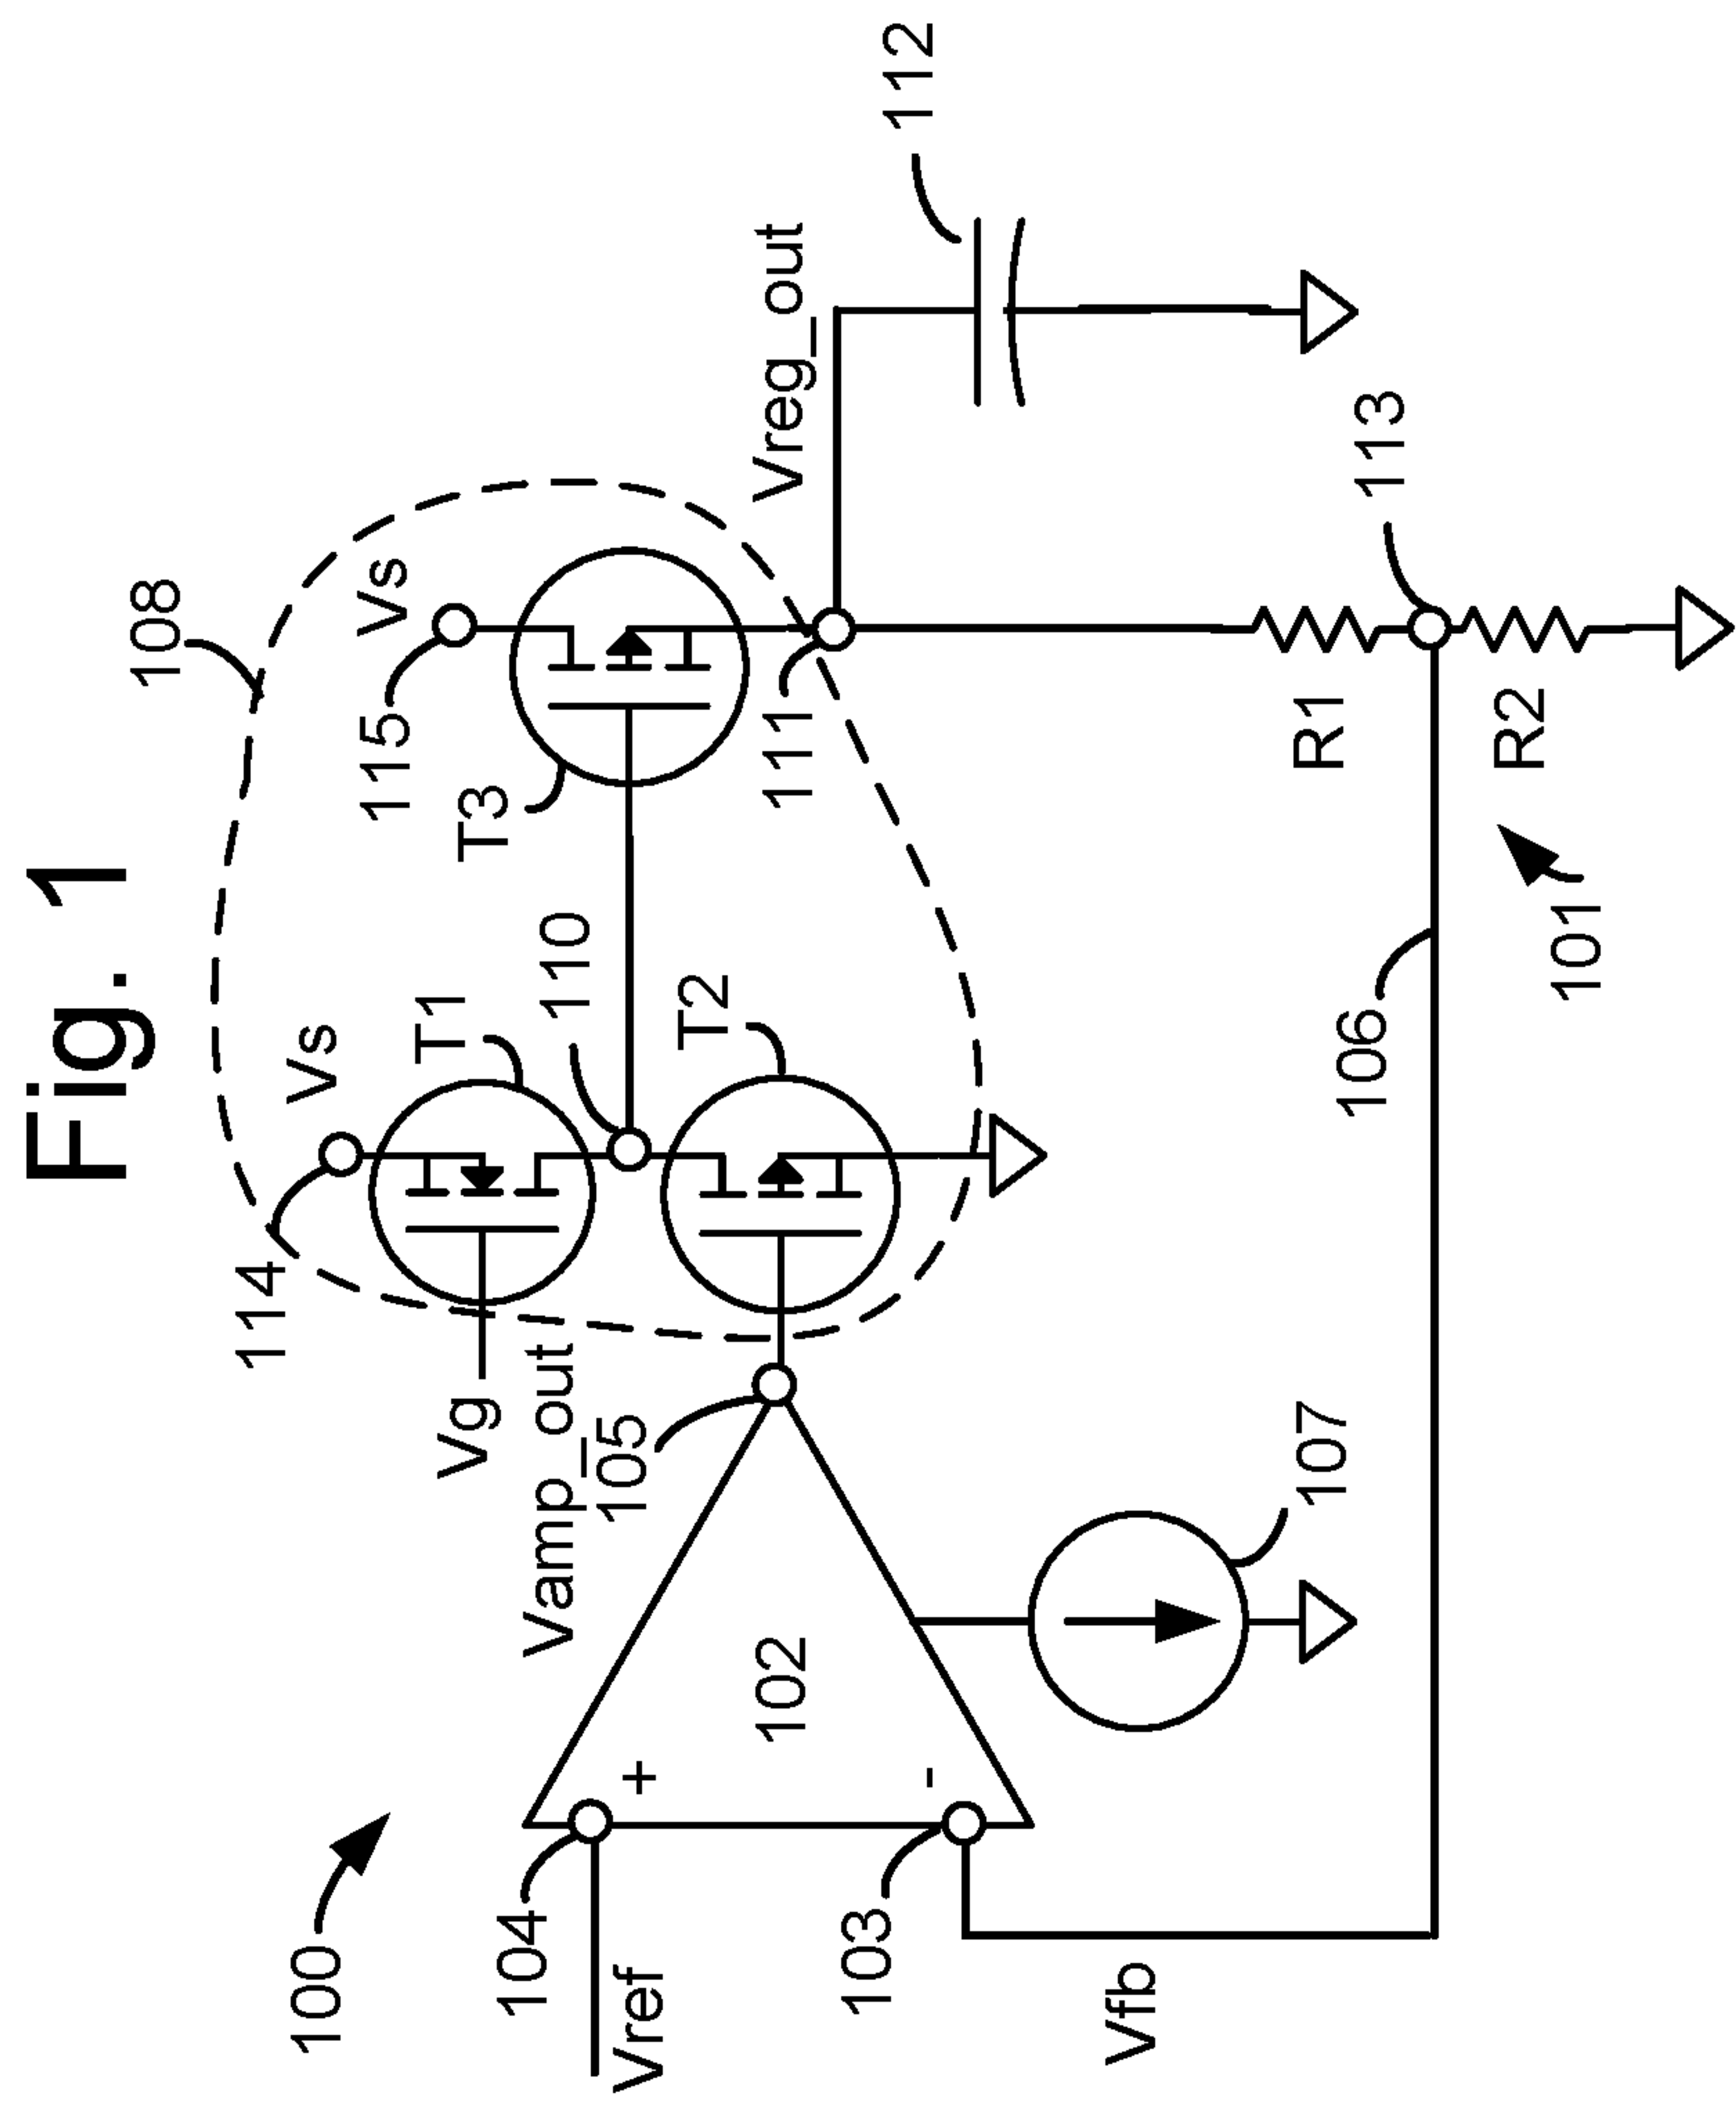 Fig. 1
100
108
112
114
Vs
T1
110
115
Vs
T3
Vg
Vamp_out
105
T2
111
Vreg_out
104
Vref
+
102
-
103
Vfb
107
106
101
R1
R2
113